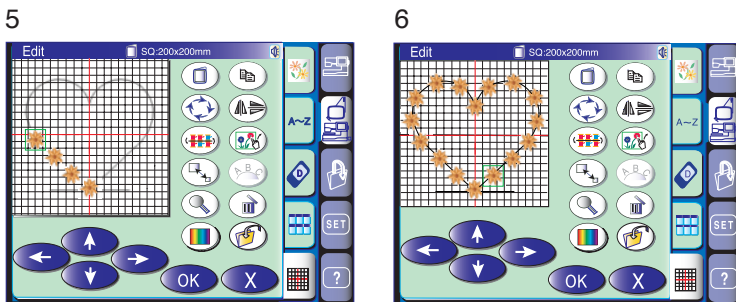 5
Edit SQ:200x200mm
A~Z
D
A B C
SET
OK X ?
6
Edit SQ:200x200mm
A~Z
D
A B C
SET
OK X ?